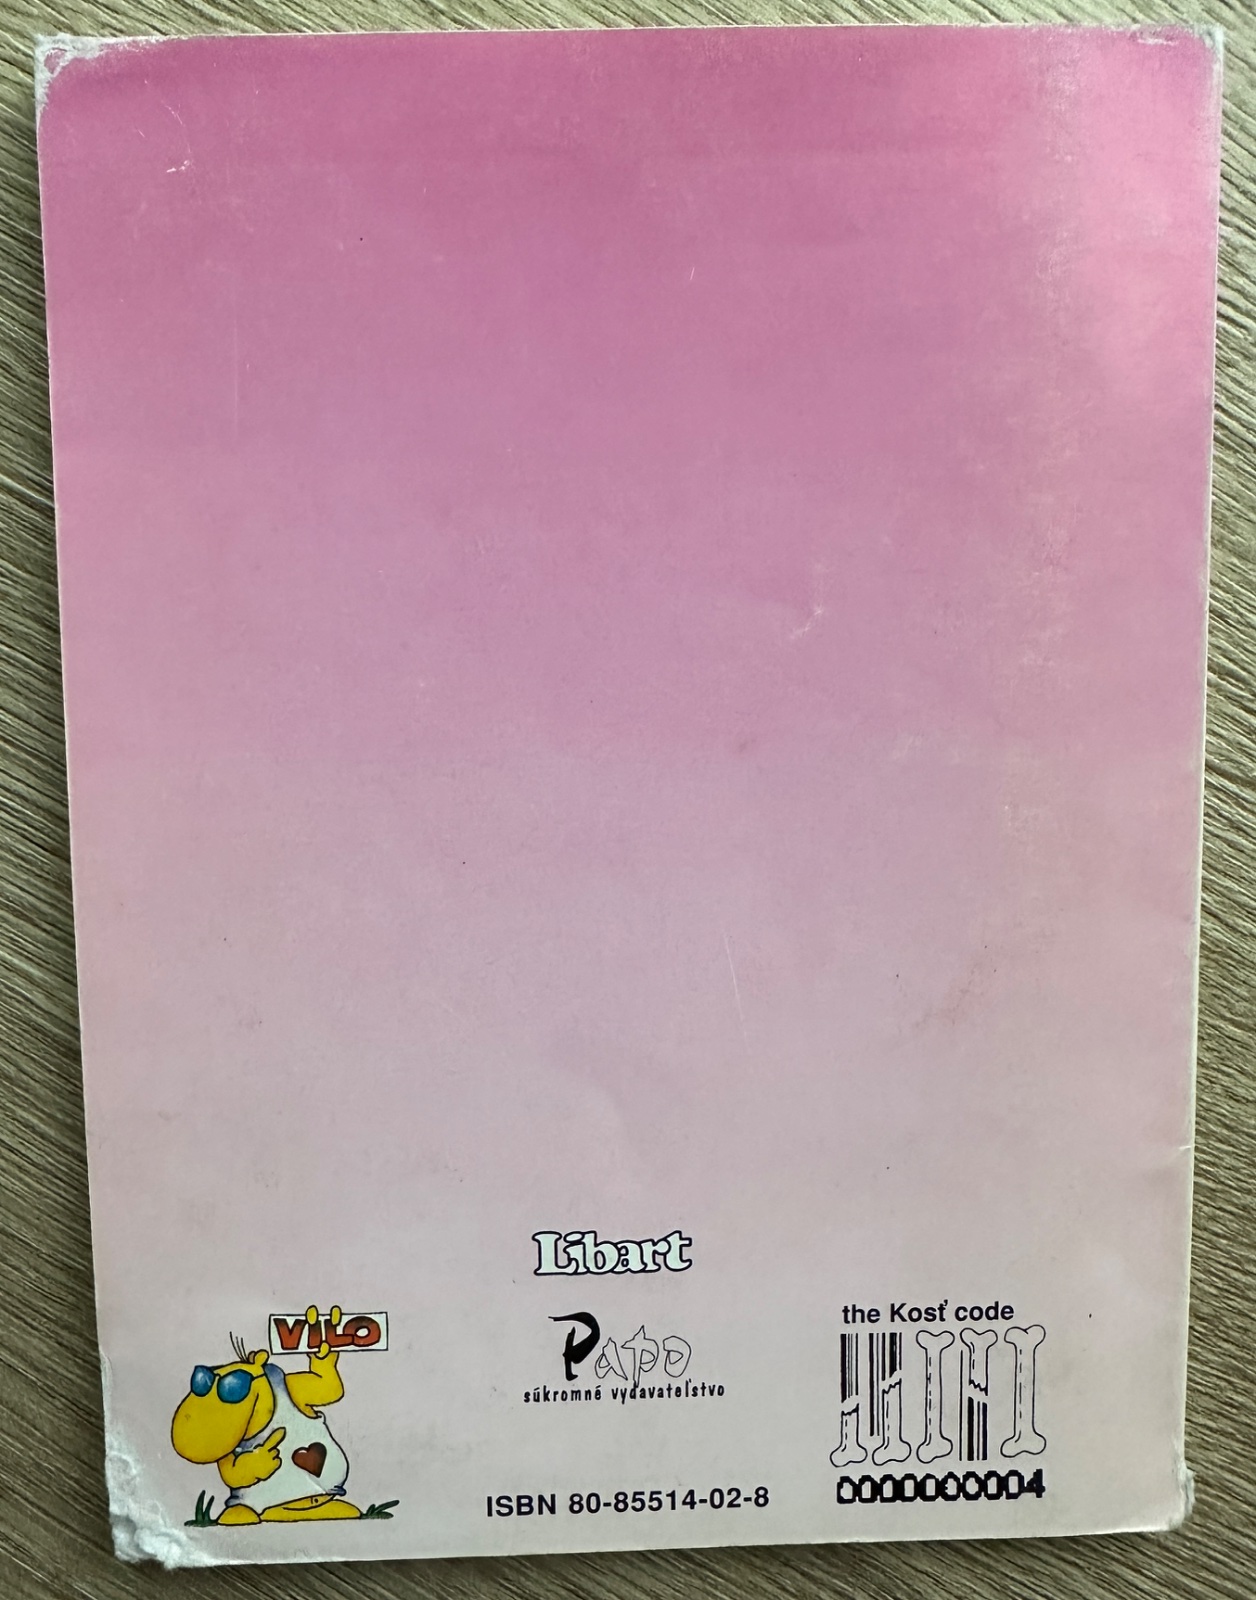 Libart
VILO
Papo
súkromné vydavateľstvo
the Kosť code
ISBN 80-85514-02-8
0000000004